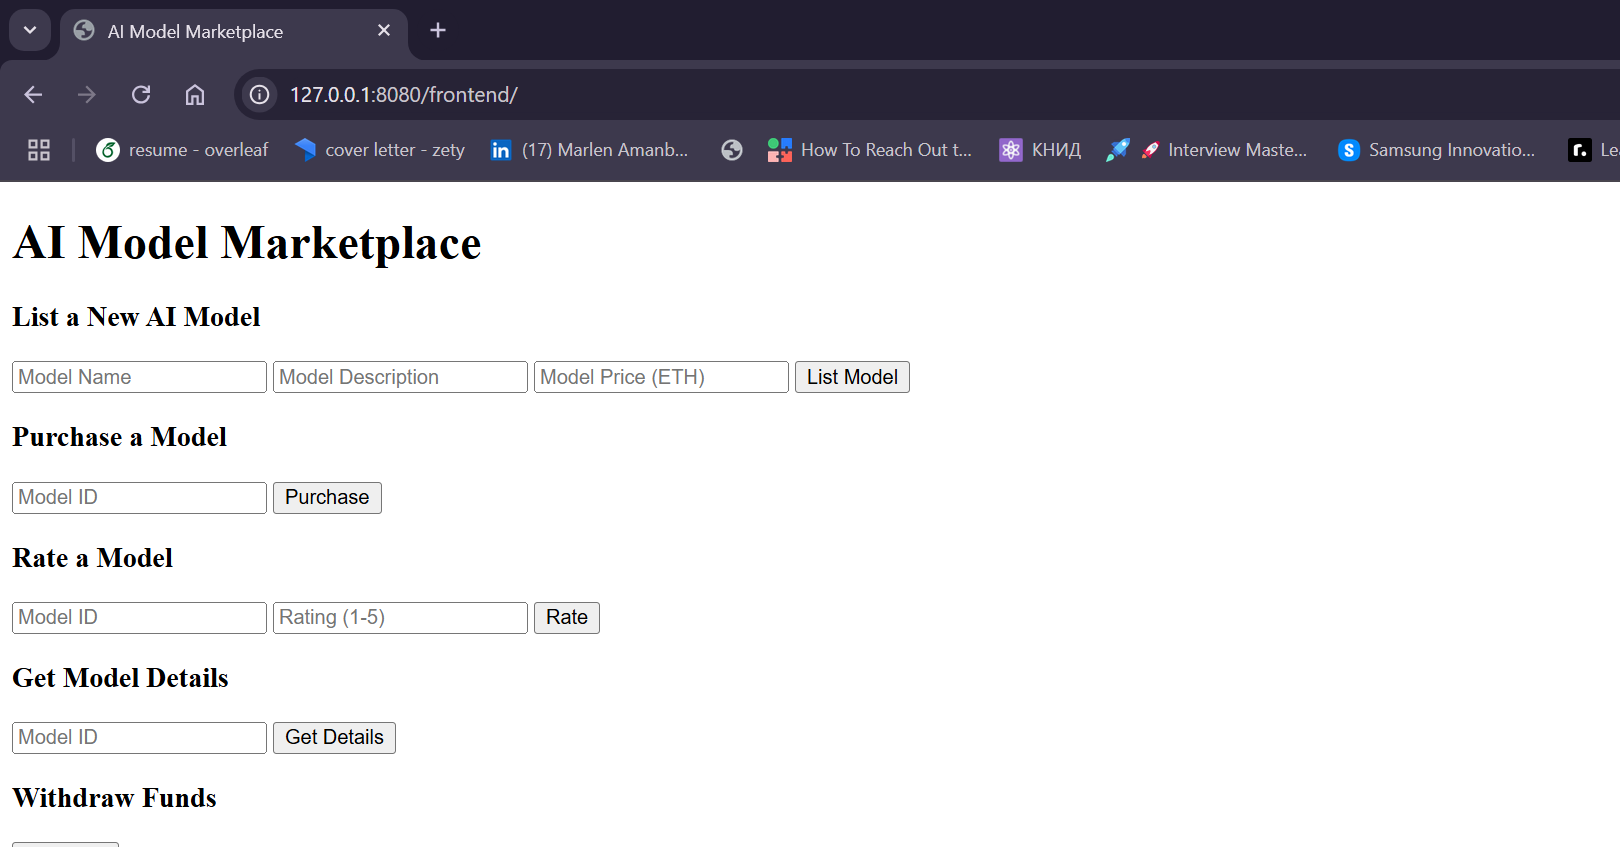 AI Model Marketplace
127.0.0.1:8080/frontend/
resume - overleaf cover letter - zety (17) Marlen Amanb... How To Reach Out t... КНИД Interview Maste... Samsung Innovatio... Le
AI Model Marketplace
List a New AI Model
Model Name Model Description Model Price (ETH) List Model
Purchase a Model
Model ID Purchase
Rate a Model
Model ID Rating (1-5) Rate
Get Model Details
Model ID Get Details
Withdraw Funds